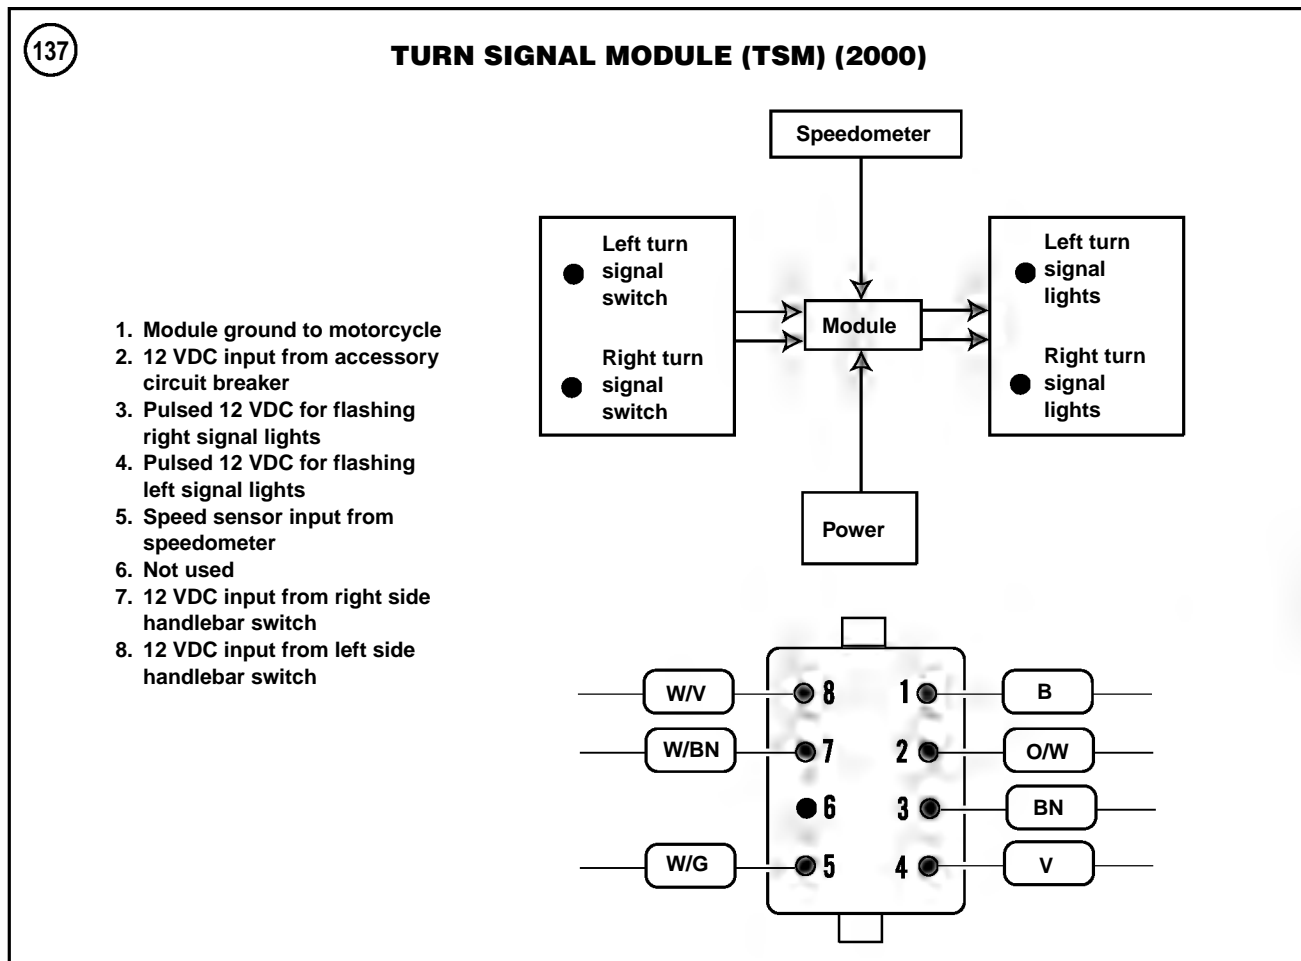 137
TURN SIGNAL MODULE (TSM) (2000)
Speedometer
Left turn
signal
switch
Right turn
signal
switch
Module
Left turn
signal
lights
Right turn
signal
lights
Power
1. Module ground to motorcycle
2. 12 VDC input from accessory
circuit breaker
3. Pulsed 12 VDC for flashing
right signal lights
4. Pulsed 12 VDC for flashing
left signal lights
5. Speed sensor input from
speedometer
6. Not used
7. 12 VDC input from right side
handlebar switch
8. 12 VDC input from left side
handlebar switch
W/V 8 1 B
W/BN 7 2 O/W
6 3 BN
W/G 5 4 V